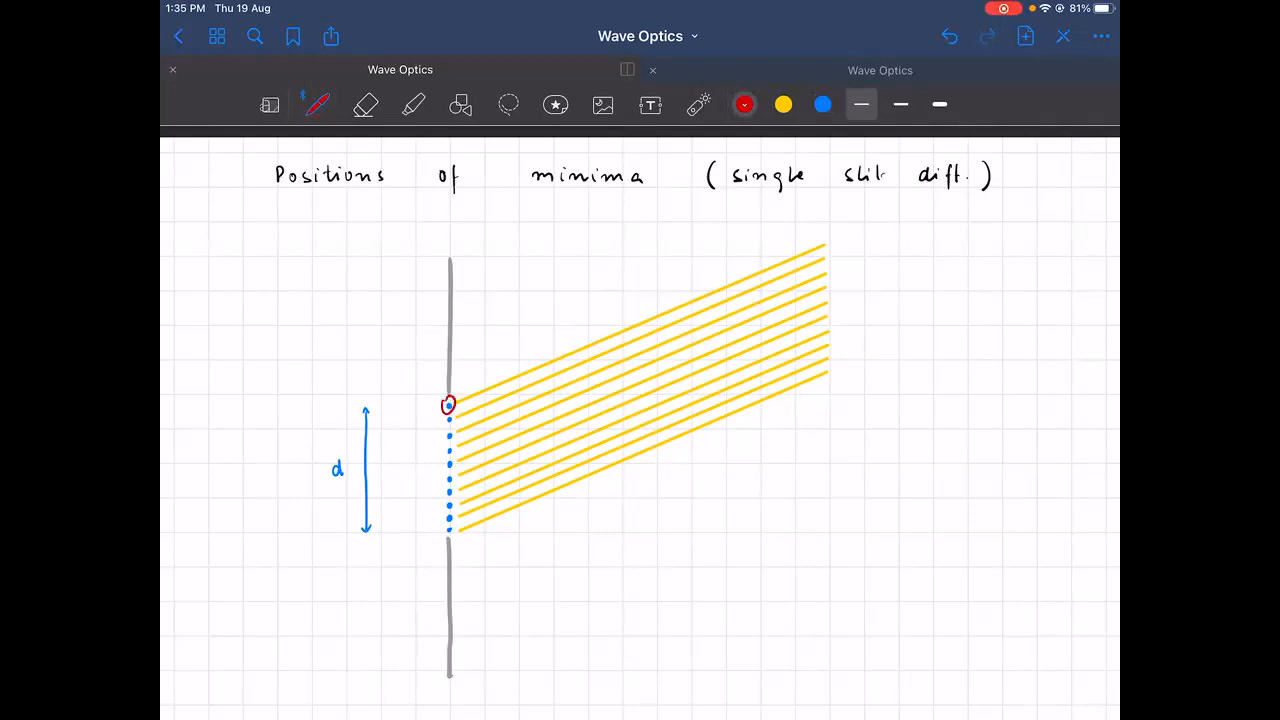 1:35 PM Thu 19 Aug
81%
Wave Optics
Wave Optics
Wave Optics
T
Positions of minima (single slit diff.)
d